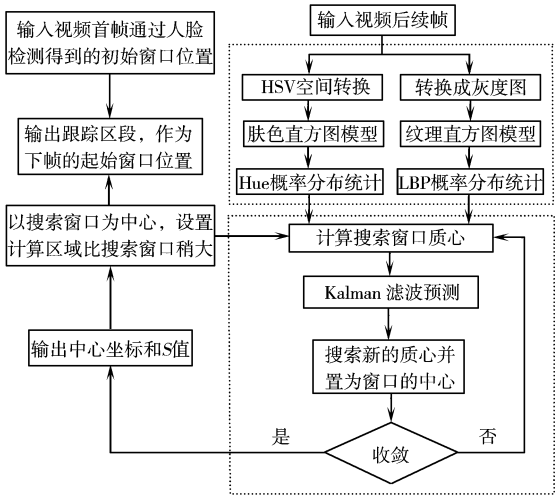 输入视频首帧通过人脸
检测得到的初始窗口位置
输出跟踪区段，作为
下帧的起始窗口位置
以搜索窗口为中心，设置
计算区域比搜索窗口稍大
输出中心坐标和S值
输入视频后续帧
HSV空间转换
转换成灰度图
肤色直方图模型
纹理直方图模型
Hue概率分布统计
LBP概率分布统计
计算搜索窗口质心
Kalman 滤波预测
搜索新的质心并
置为窗口的中心
是
收敛
否